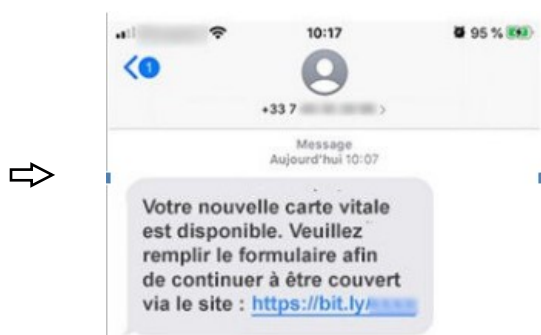 10:17
95 %
1
+33 7
Message
Aujourd'hui 10:07
Votre nouvelle carte vitale
est disponible. Veuillez
remplir le formulaire afin
de continuer à être couvert
via le site : https://bit.ly/